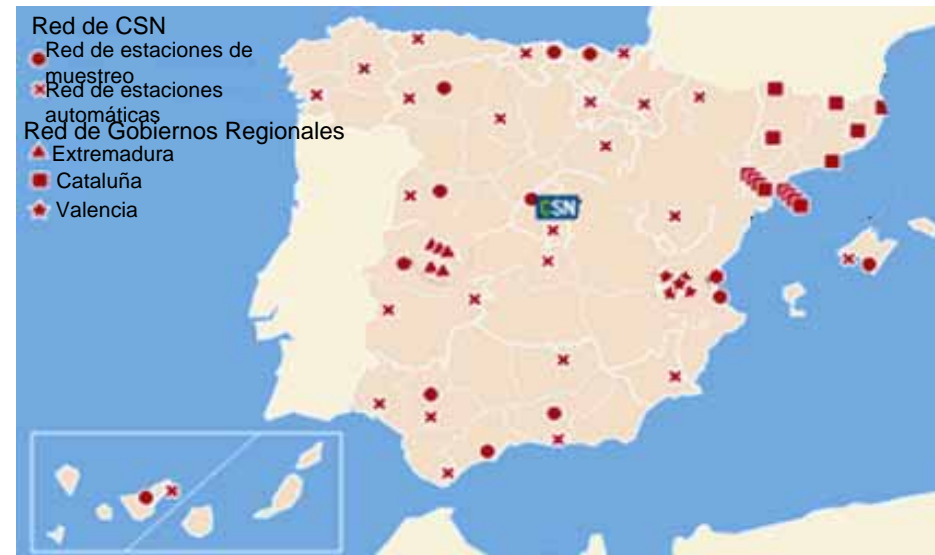 Red de CSN
Red de estaciones de
muestreo
Red de estaciones
automáticas
Red de Gobiernos Regionales
Extremadura
Cataluña
Valencia
CSN